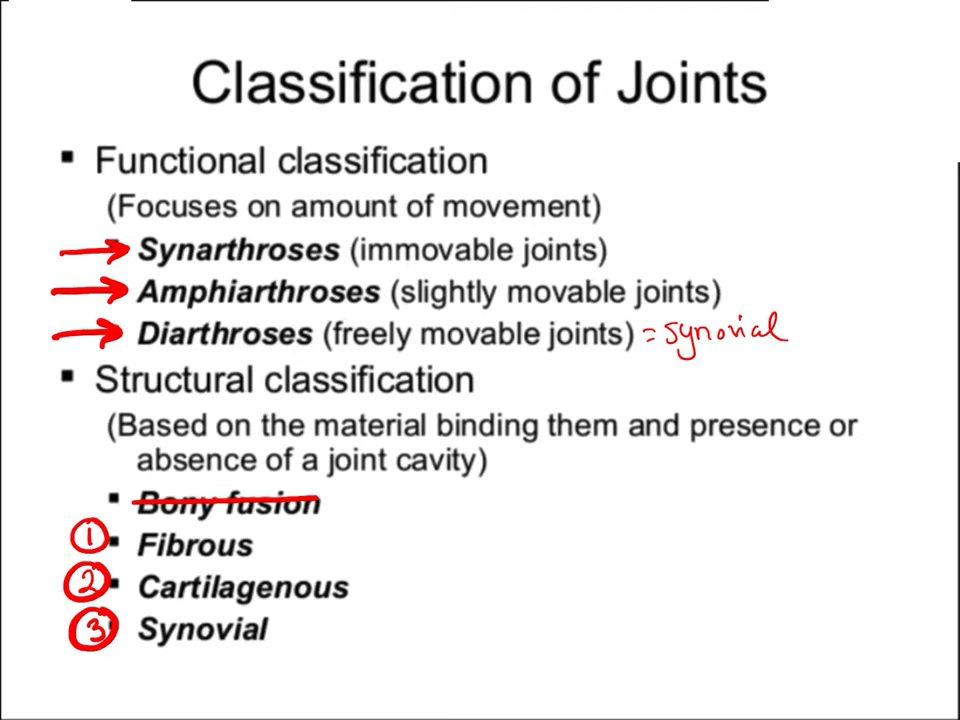 Classification of Joints
▪ Functional classification
(Focuses on amount of movement)
Synarthroses (immovable joints)
Amphiarthroses (slightly movable joints)
Diarthroses (freely movable joints) = synovial
▪ Structural classification
(Based on the material binding them and presence or
absence of a joint cavity)
▪ Bony fusion
1 ▪ Fibrous
2 ▪ Cartilagenous
3 ▪ Synovial